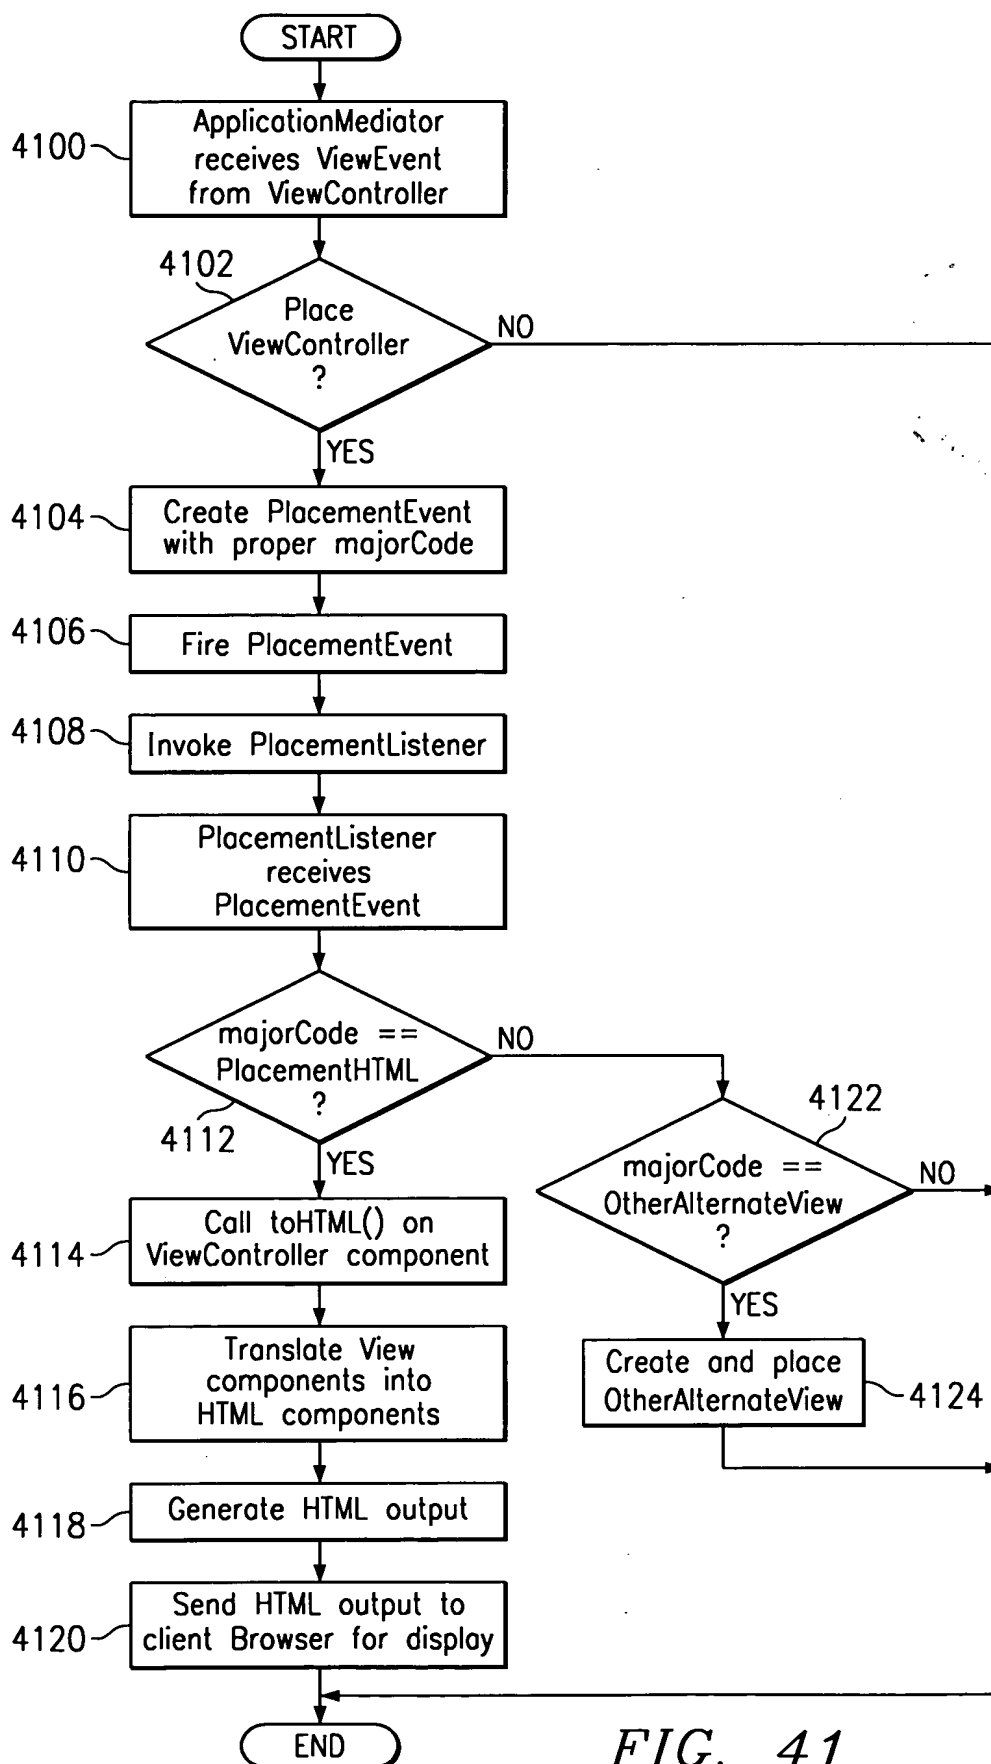 START
4100
ApplicationMediator
receives ViewEvent
from ViewController
4102
Place
ViewController
?
NO
YES
4104
Create PlacementEvent
with proper majorCode
4106
Fire PlacementEvent
4108
Invoke PlacementListener
4110
PlacementListener
receives
PlacementEvent
majorCode ==
PlacementHTML
?
NO
4112
YES
4122
majorCode ==
OtherAlternateView
?
NO
YES
4114
Call toHTML() on
ViewController component
Create and place
OtherAlternateView
4124
4116
Translate View
components into
HTML components
4118
Generate HTML output
4120
Send HTML output to
client Browser for display
END
FIG. 41